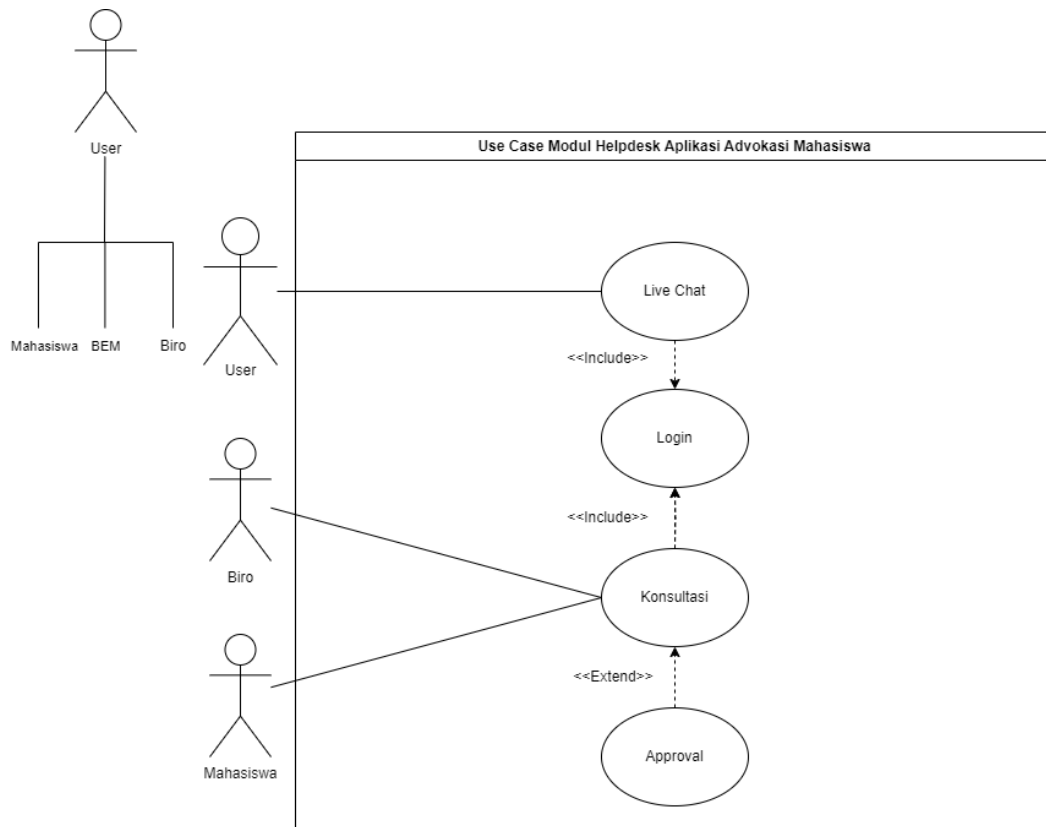 User
Mahasiswa
BEM
Biro
Use Case Modul Helpdesk Aplikasi Advokasi Mahasiswa
User
Live Chat
<<Include>>
Login
<<Include>>
Biro
Konsultasi
<<Extend>>
Mahasiswa
Approval